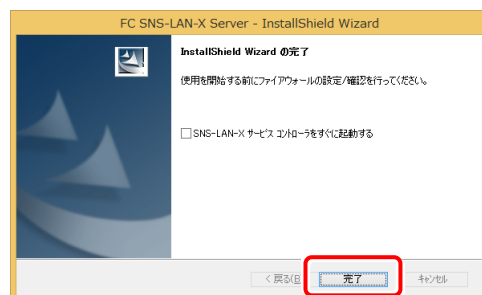 FC SNS-LAN-X Server - InstallShield Wizard
InstallShield Wizard の完了
使用を開始する前にファイアウォールの設定/確認を行ってください。
SNS-LAN-X サービス コントローラをすぐに起動する
< 戻る(B
完了
キャンセル